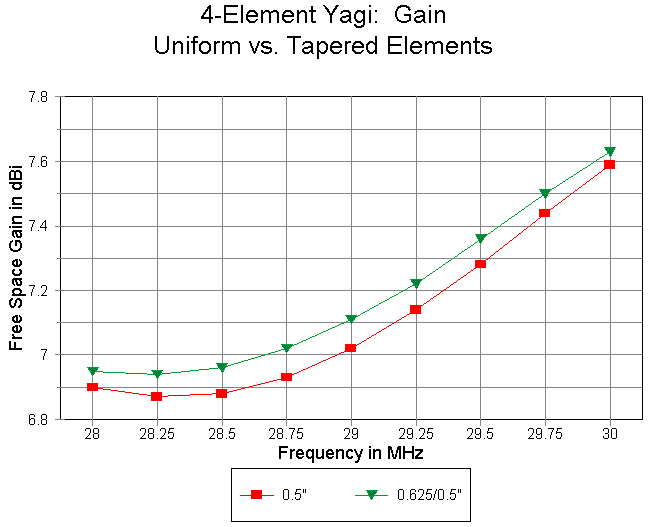 4-Element Yagi:  Gain
Uniform vs. Tapered Elements
Free Space Gain in dBi
7.8
7.6
7.4
7.2
7
6.8
28 28.25 28.5 28.75 29 29.25 29.5 29.75 30
Frequency in MHz
0.5" 0.625/0.5"